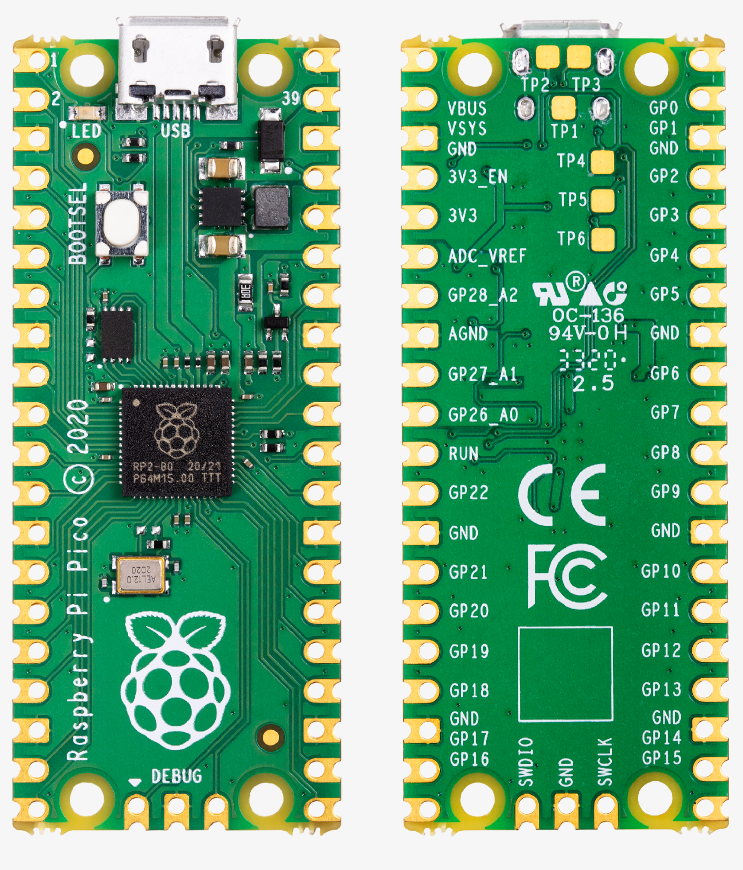 1
2
39
LED
USB
BOOTSEL
Raspberry Pi Pico © 2020
RP2-B0 20/21
P64M15.00 TTT
AEL12.0
2020
DEBUG
TP2
TP3
TP1
TP4
TP5
TP6
VBUS
VSYS
GND
3V3_EN
3V3
ADC_VREF
GP28_A2
AGND
GP27_A1
GP26_A0
RUN
GP22
GND
GP21
GP20
GP19
GP18
GND
GP17
GP16
®
OC-136
94V-0H
3320
2.5
CE
FC
GP0
GP1
GND
GP2
GP3
GP4
GP5
GND
GP6
GP7
GP8
GP9
GND
GP10
GP11
GP12
GP13
GND
GP14
GP15
SWDIO
GND
SWCLK